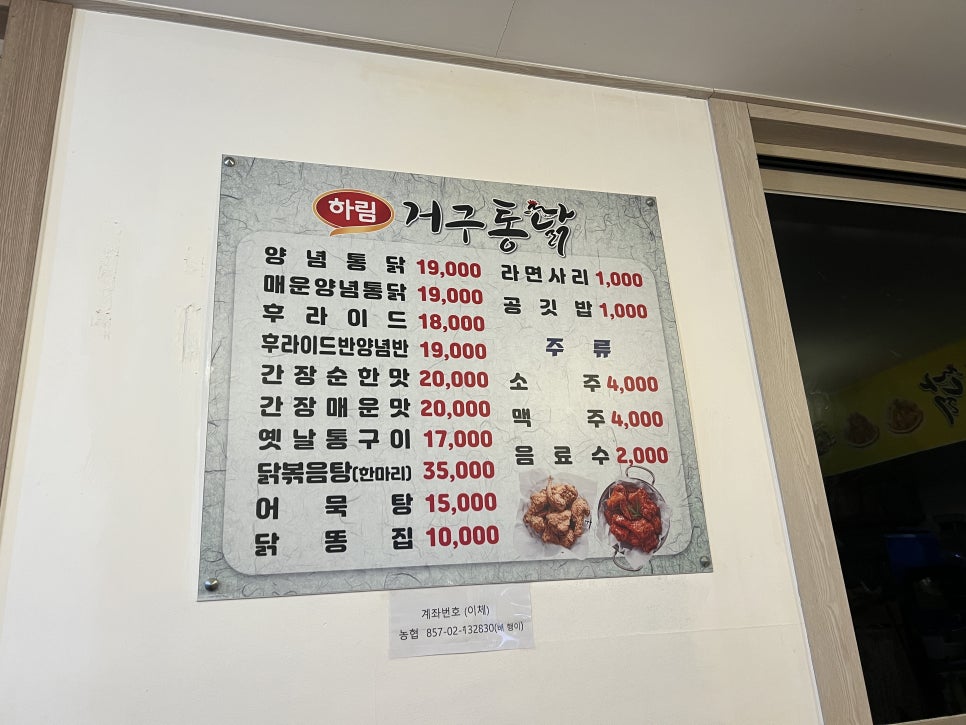 하림 거구통닭
양념통닭 19,000
매운양념통닭 19,000
후라이드 18,000
후라이드반양념반 19,000
간장순한맛 20,000
간장매운맛 20,000
옛날통구이 17,000
닭볶음탕(한마리) 35,000
어묵탕 15,000
닭똥집 10,000
라면사리 1,000
공깃밥 1,000
주류
소주 4,000
맥주 4,000
음료수 2,000
계좌번호 (이체)
농협 857-02-132830